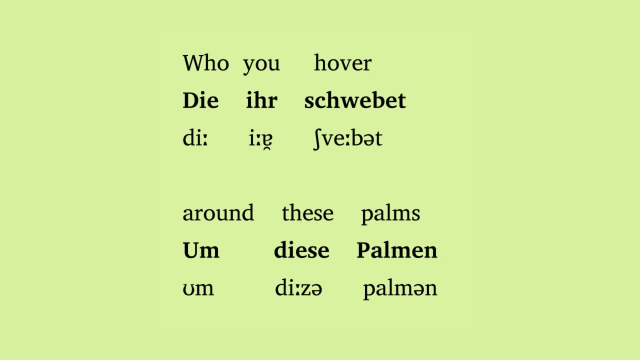 Who you hover
Die ihr schwebet
diː iːɐ̯ ʃveːbət
around these palms
Um diese Palmen
ʊm diːzə palmən